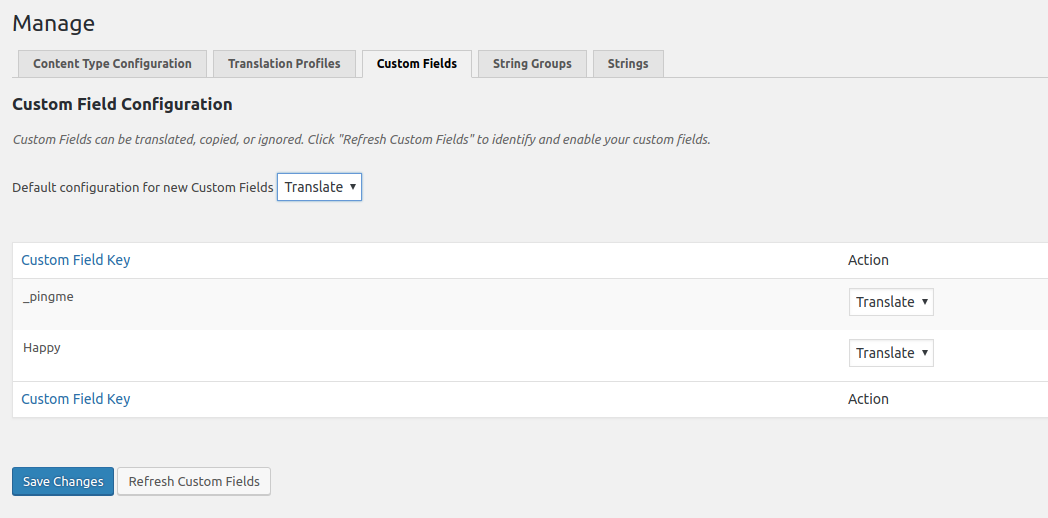 Manage
Content Type Configuration Translation Profiles Custom Fields String Groups Strings
Custom Field Configuration
Custom Fields can be translated, copied, or ignored. Click "Refresh Custom Fields" to identify and enable your custom fields.
Default configuration for new Custom Fields Translate
Custom Field Key Action
_pingme Translate
Happy Translate
Custom Field Key Action
Save Changes Refresh Custom Fields